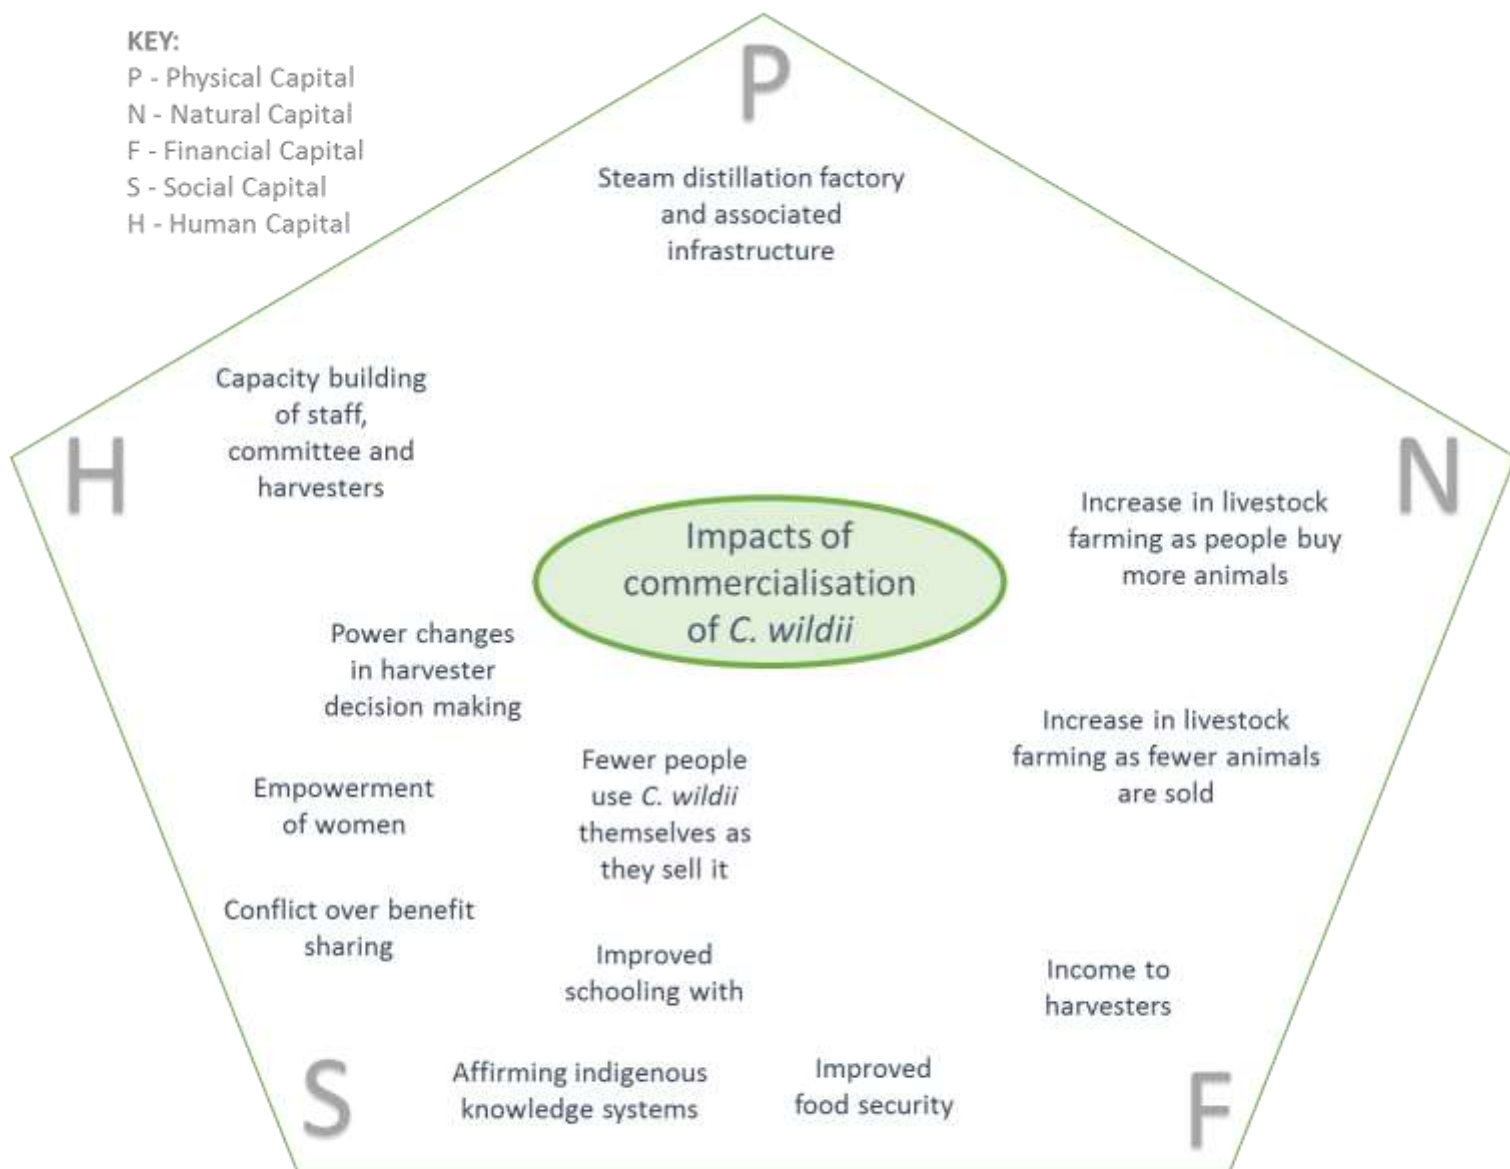 KEY:
P - Physical Capital
N - Natural Capital
F - Financial Capital
S - Social Capital
H - Human Capital
P
Steam distillation factory
and associated
infrastructure
Capacity building
of staff,
committee and
harvesters
H
N
Increase in livestock
farming as people buy
more animals
Impacts of
commercialisation
of C. wildii
Power changes
in harvester
decision making
Increase in livestock
farming as fewer animals
are sold
Fewer people
use C. wildii
themselves as
they sell it
Empowerment
of women
Conflict over benefit
sharing
Improved
schooling with
Income to
harvesters
S
Affirming indigenous
knowledge systems
Improved
food security
F